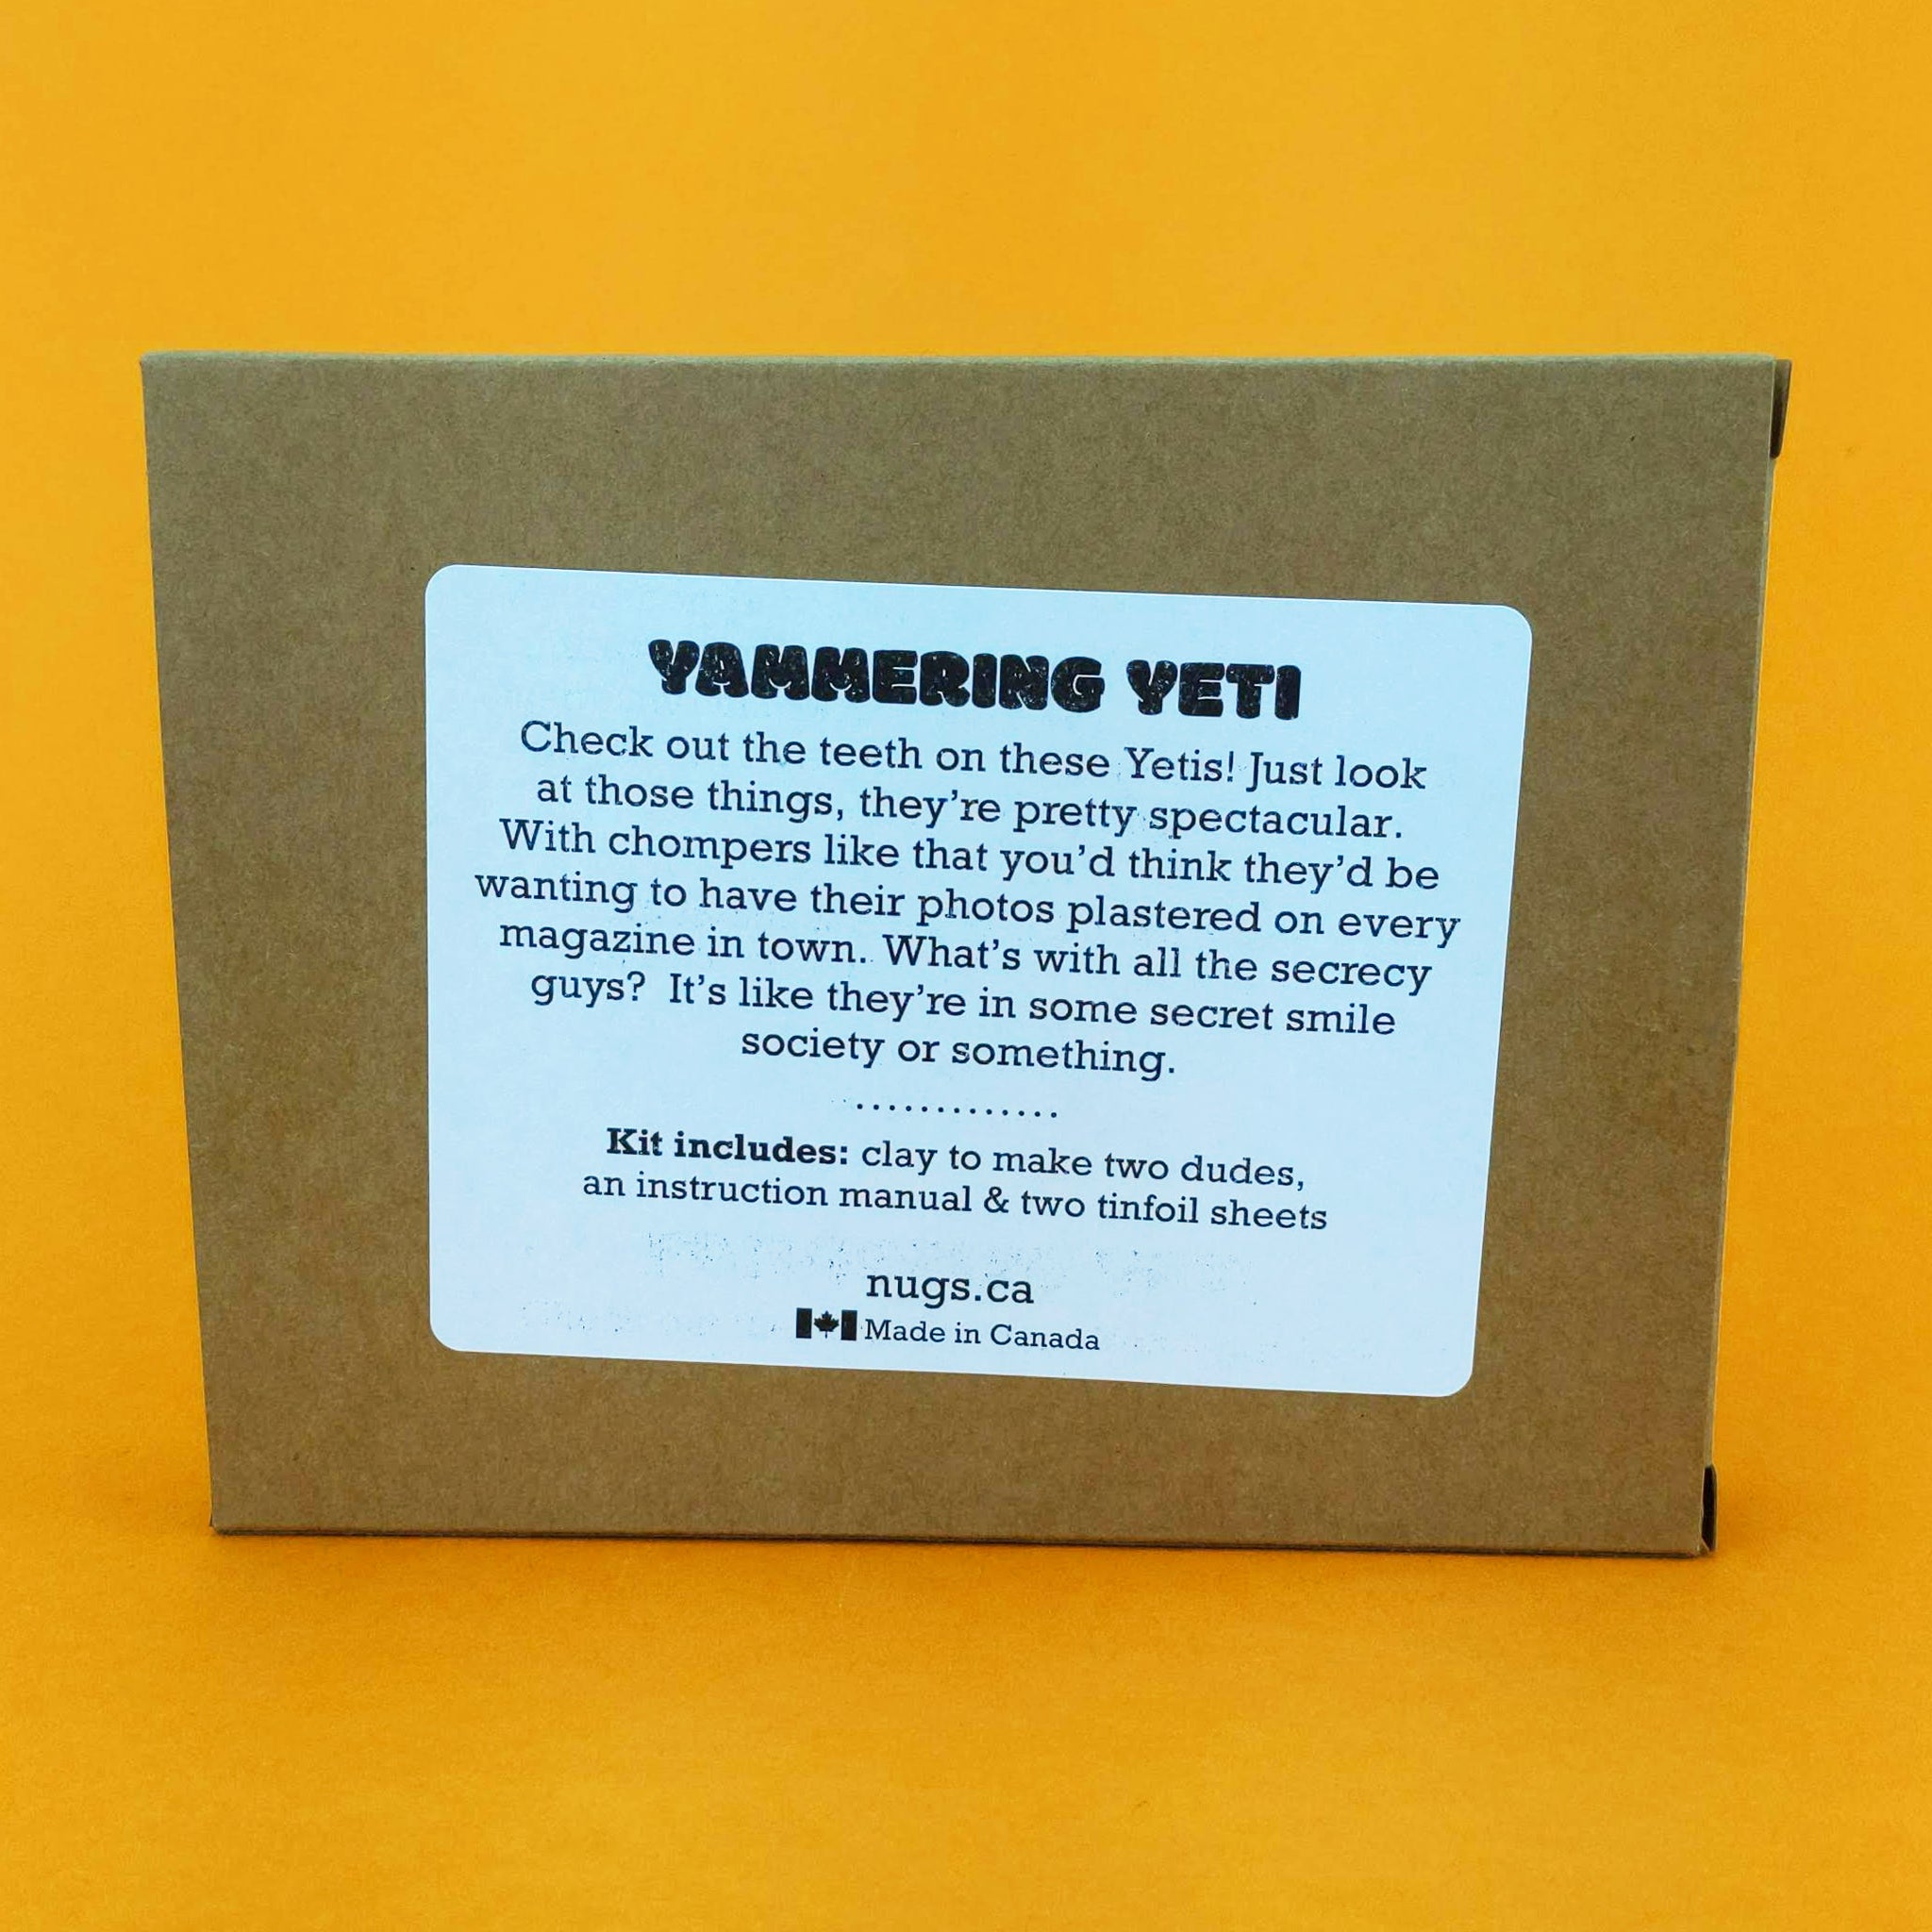 YAMMERING YETI
Check out the teeth on these Yetis! Just look
at those things, they’re pretty spectacular.
With chompers like that you’d think they’d be
wanting to have their photos plastered on every
magazine in town. What’s with all the secrecy
guys?  It’s like they’re in some secret smile
society or something.
.............
Kit includes: clay to make two dudes,
an instruction manual & two tinfoil sheets
nugs.ca
Made in Canada